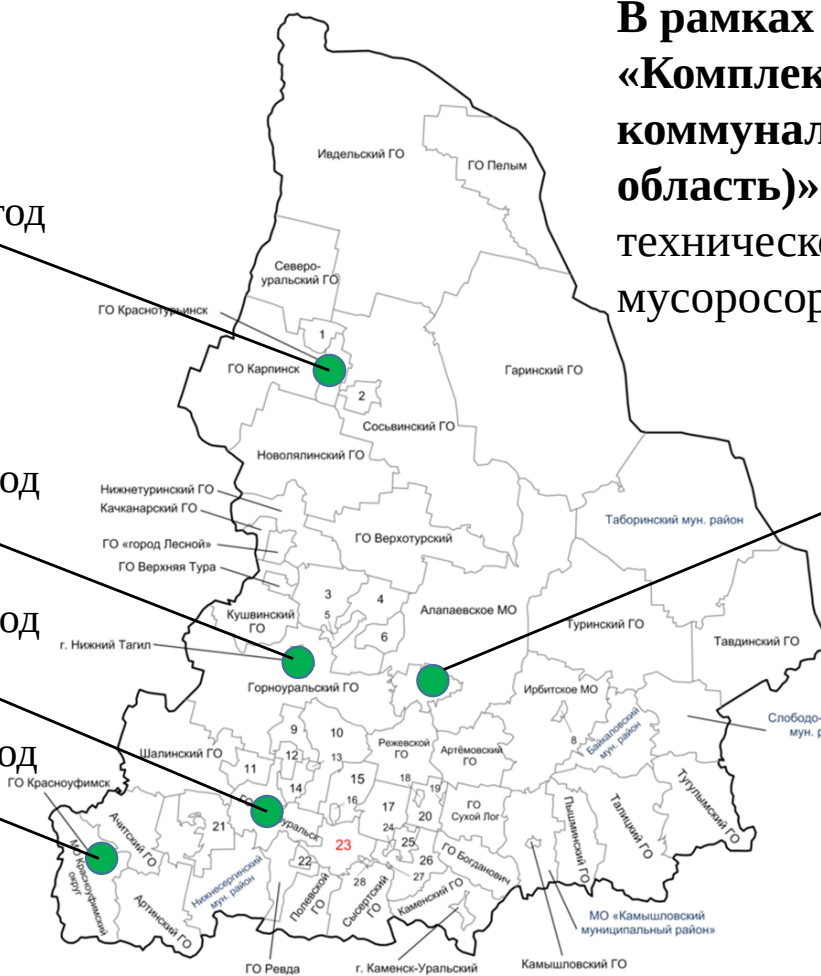 В рамках
«Комплек
коммунал
область)»
техническо
мусоросор
год
од
од
од
Ивдельский ГО
ГО Пелым
Северо-
уральский ГО
ГО Краснотурьинск
1
ГО Карпинск
2
Гаринский ГО
Сосьвинский ГО
Новолялинский ГО
Нижнетуринский ГО
Качканарский ГО
ГО «город Лесной»
ГО Верхняя Тура
ГО Верхотурский
Таборинский мун. район
3
4
5
6
Кушвинский
ГО
г. Нижний Тагил
Алапаевское МО
Туринский ГО
Тавдинский ГО
Горноуральский ГО
Ирбитское МО
8
Байкаловский
мун. район
Слободо-
мун. р
Шалинский ГО
9
10
11
12
13
14
15
16
Режевской
ГО
Артёмовский
ГО
17
18
19
20
ГО
Сухой Лог
ГО Красноуфимск
Ачитский ГО
МО Красноуфимский
округ
Артинский ГО
21
уральск
22
23
24
25
26
27
28
Нижнесергинский
мун. район
Полевской
ГО
Сысертский
ГО
Каменский ГО
ГО Богданович
Пышминский ГО
Талицкий ГО
Тугулымский ГО
МО «Камышловский
муниципальный район»
Камышловский ГО
ГО Ревда
г. Каменск-Уральский